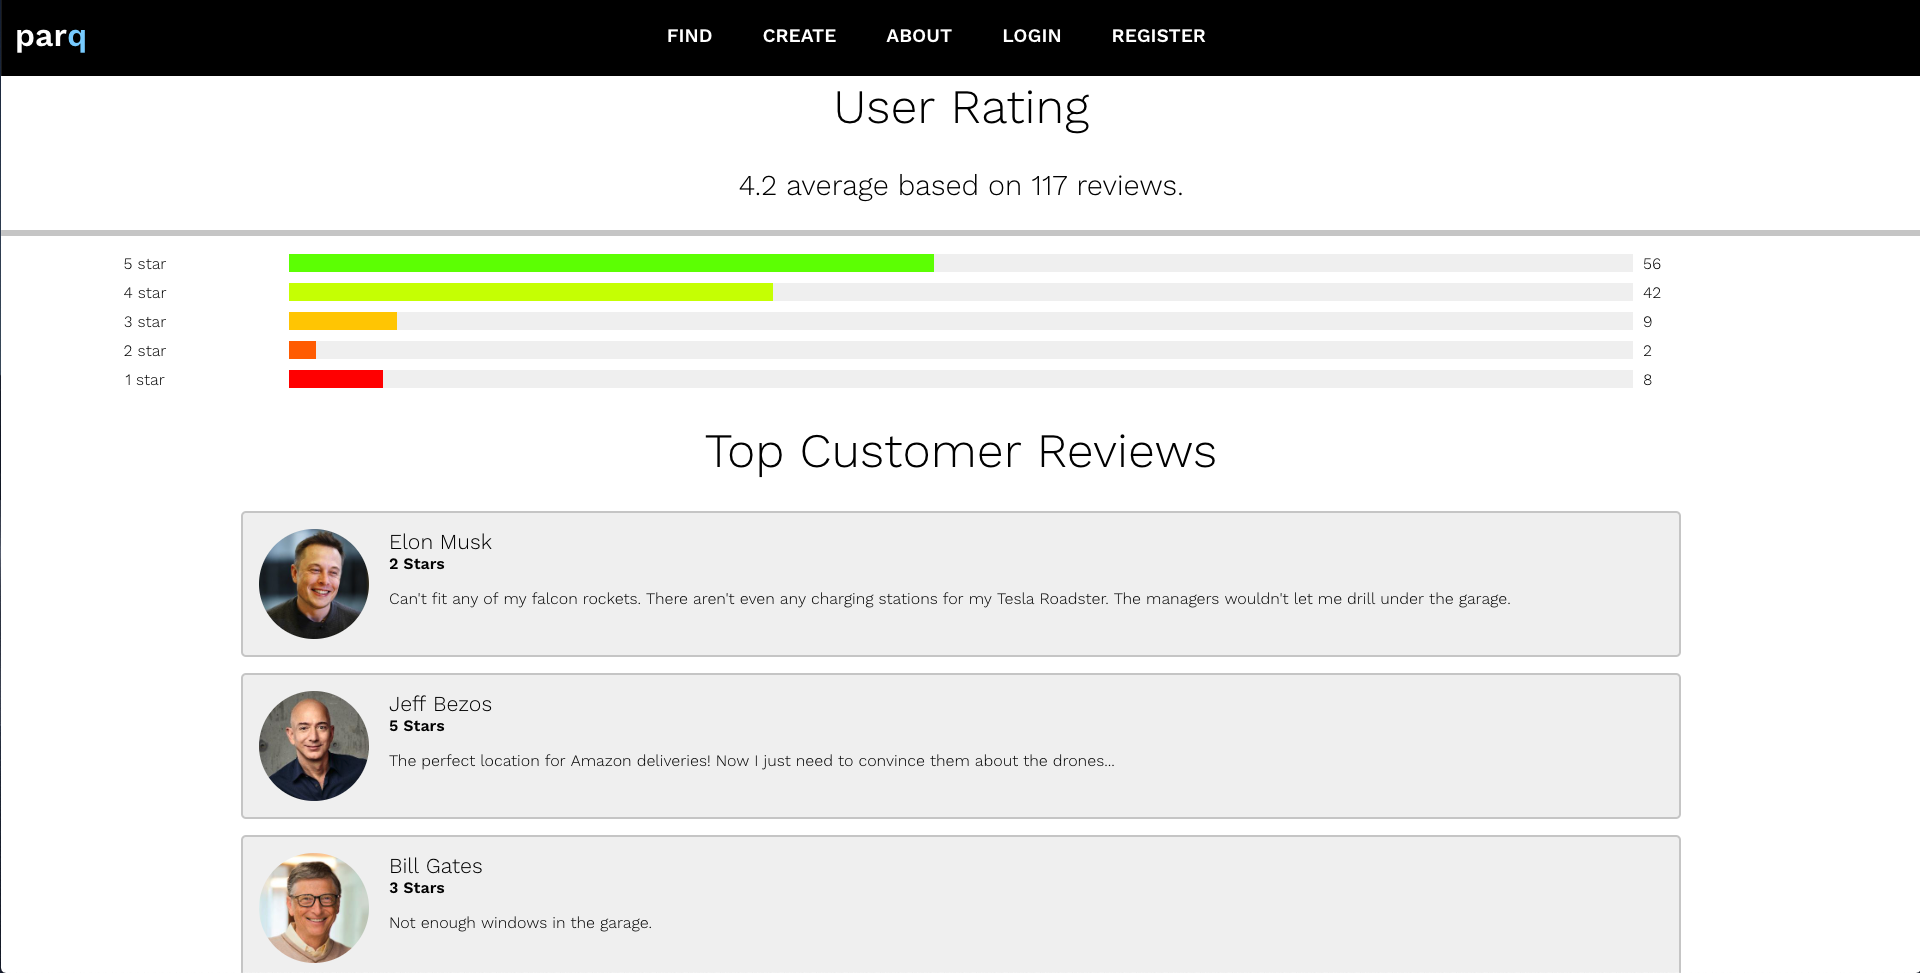 parq
FIND CREATE ABOUT LOGIN REGISTER
User Rating
4.2 average based on 117 reviews.
5 star 56
4 star 42
3 star 9
2 star 2
1 star 8
Top Customer Reviews
Elon Musk
2 Stars
Can't fit any of my falcon rockets. There aren't even any charging stations for my Tesla Roadster. The managers wouldn't let me drill under the garage.
Jeff Bezos
5 Stars
The perfect location for Amazon deliveries! Now I just need to convince them about the drones...
Bill Gates
3 Stars
Not enough windows in the garage.